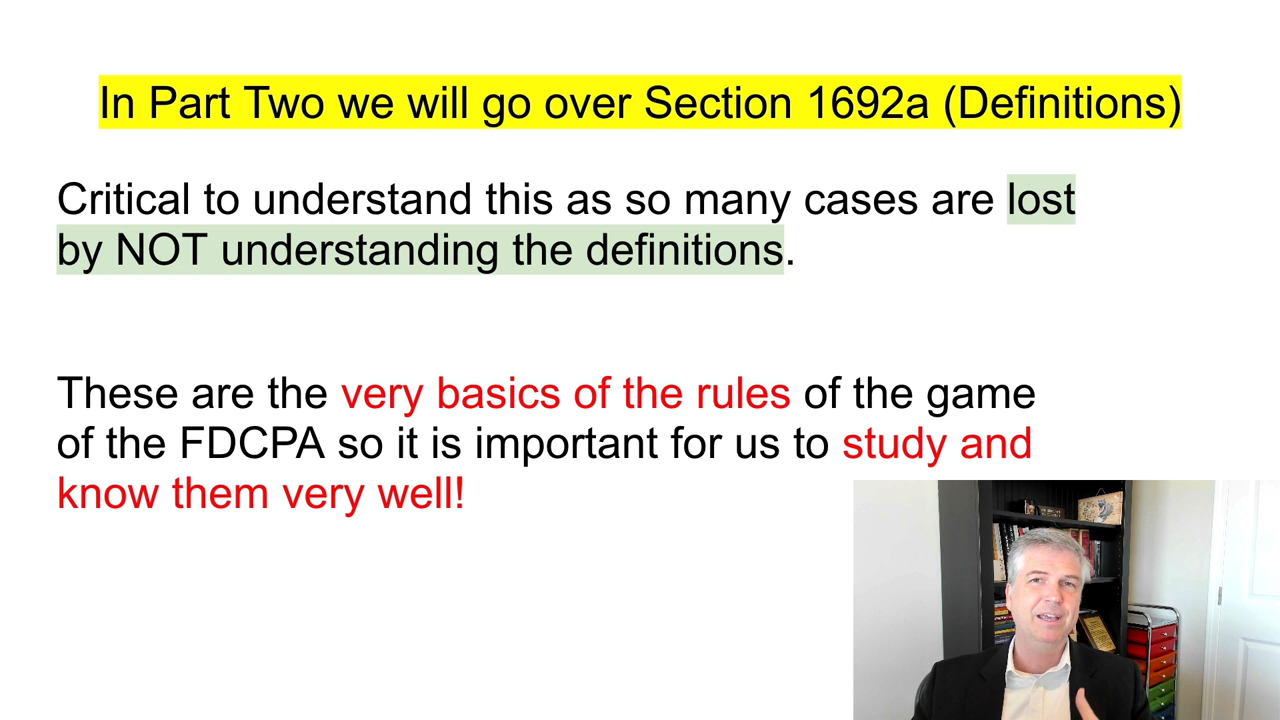 In Part Two we will go over Section 1692a (Definitions)
Critical to understand this as so many cases are lost
by NOT understanding the definitions.
These are the very basics of the rules of the game
of the FDCPA so it is important for us to study and
know them very well!